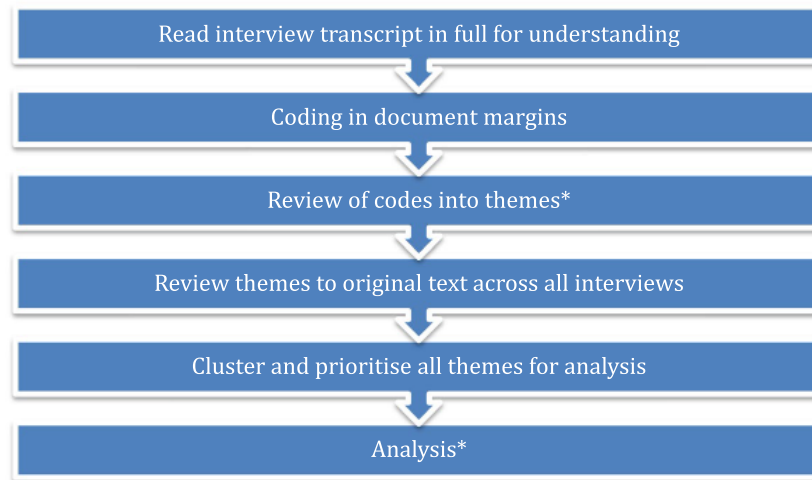 Read interview transcript in full for understanding
Coding in document margins
Review of codes into themes*
Review themes to original text across all interviews
Cluster and prioritise all themes for analysis
Analysis*